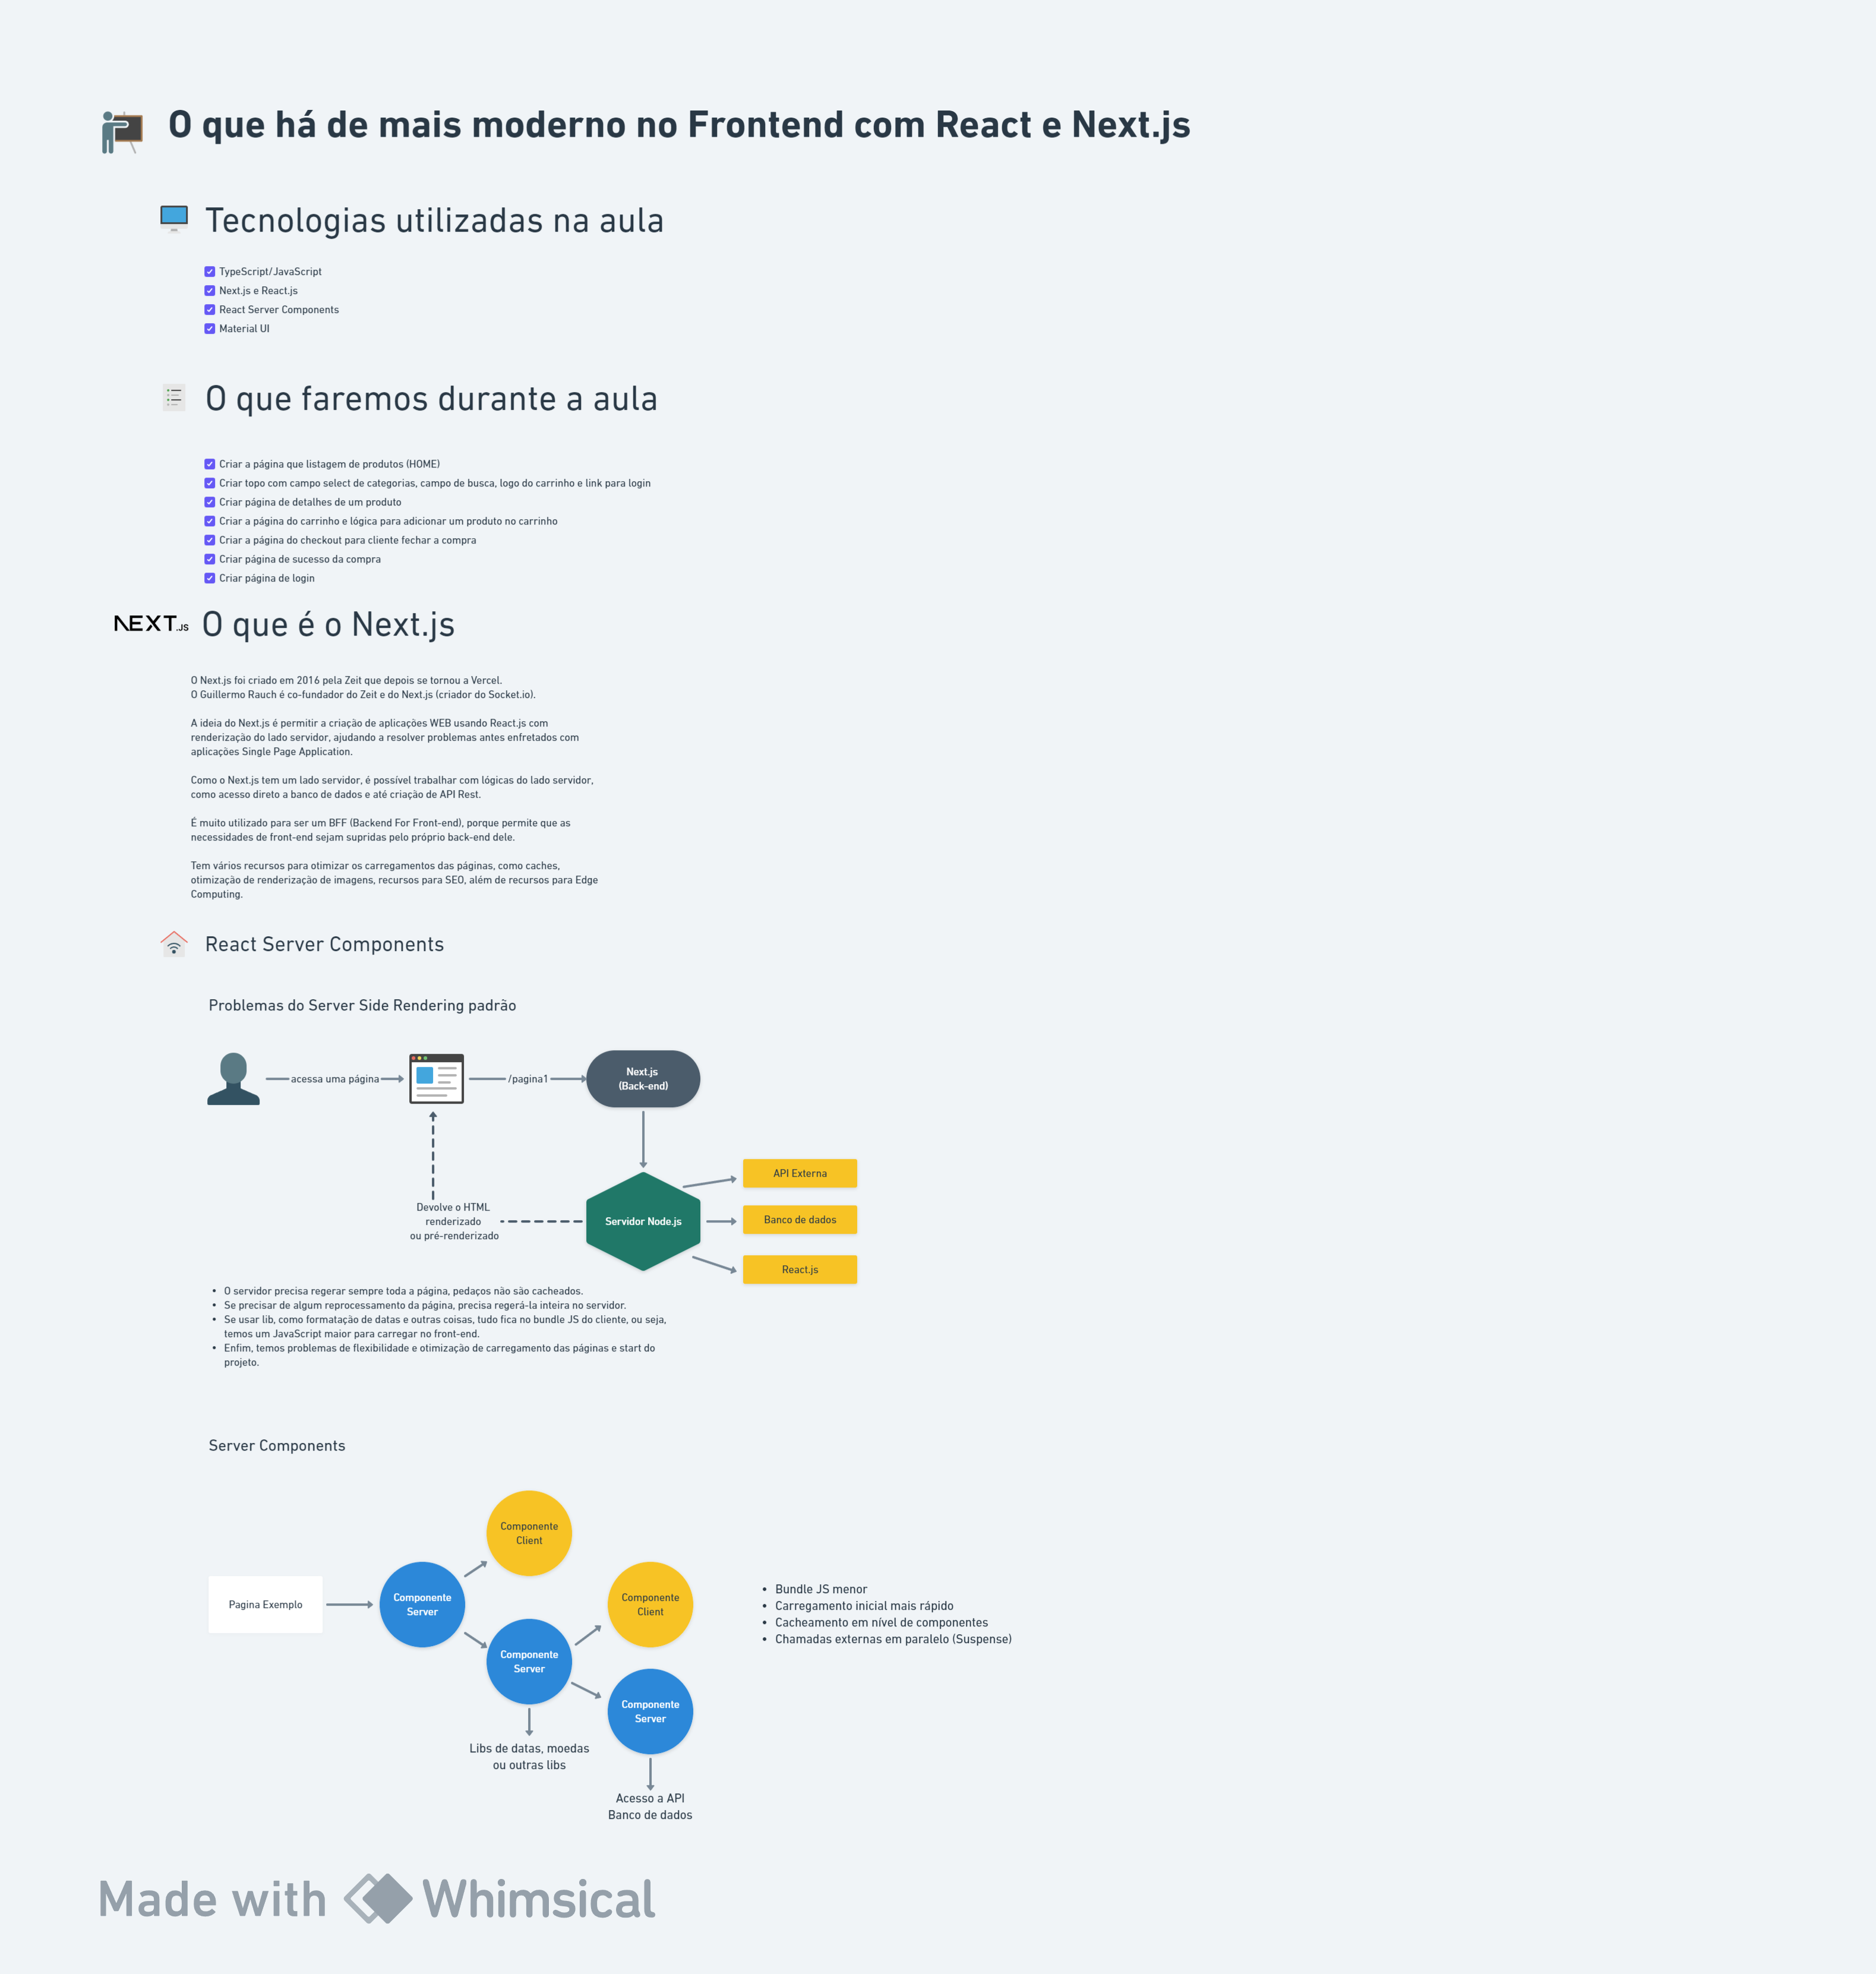 O que há de mais moderno no Frontend com React e Next.js
Tecnologias utilizadas na aula
TypeScript/JavaScript
Next.js e React.js
React Server Components
Material UI
O que faremos durante a aula
Criar a página que listagem de produtos (HOME)
Criar topo com campo select de categorias, campo de busca, logo do carrinho e link para login
Criar página de detalhes de um produto
Criar a página do carrinho e lógica para adicionar um produto no carrinho
Criar a página do checkout para cliente fechar a compra
Criar página de sucesso da compra
Criar página de login
NEXT.JS
O que é o Next.js
O Next.js foi criado em 2016 pela Zeit que depois se tornou a Vercel.
O Guillermo Rauch é co-fundador do Zeit e do Next.js (criador do Socket.io).
A ideia do Next.js é permitir a criação de aplicações WEB usando React.js com
renderização do lado servidor, ajudando a resolver problemas antes enfretados com
aplicações Single Page Application.
Como o Next.js tem um lado servidor, é possível trabalhar com lógicas do lado servidor,
como acesso direto a banco de dados e até criação de API Rest.
É muito utilizado para ser um BFF (Backend For Front-end), porque permite que as
necessidades de front-end sejam supridas pelo próprio back-end dele.
Tem vários recursos para otimizar os carregamentos das páginas, como caches,
otimização de renderização de imagens, recursos para SEO, além de recursos para Edge
Computing.
React Server Components
Problemas do Server Side Rendering padrão
acessa uma página
/pagina1
Next.js
(Back-end)
API Externa
Devolve o HTML
renderizado
ou pré-renderizado
Servidor Node.js
Banco de dados
React.js
• O servidor precisa regerar sempre toda a página, pedaços não são cacheados.
• Se precisar de algum reprocessamento da página, precisa regerá-la inteira no servidor.
• Se usar lib, como formatação de datas e outras coisas, tudo fica no bundle JS do cliente, ou seja,
temos um JavaScript maior para carregar no front-end.
• Enfim, temos problemas de flexibilidade e otimização de carregamento das páginas e start do
projeto.
Server Components
Componente
Client
Pagina Exemplo
Componente
Server
Componente
Client
Componente
Server
Componente
Server
• Bundle JS menor
• Carregamento inicial mais rápido
• Cacheamento em nível de componentes
• Chamadas externas em paralelo (Suspense)
Libs de datas, moedas
ou outras libs
Acesso a API
Banco de dados
Made with Whimsical